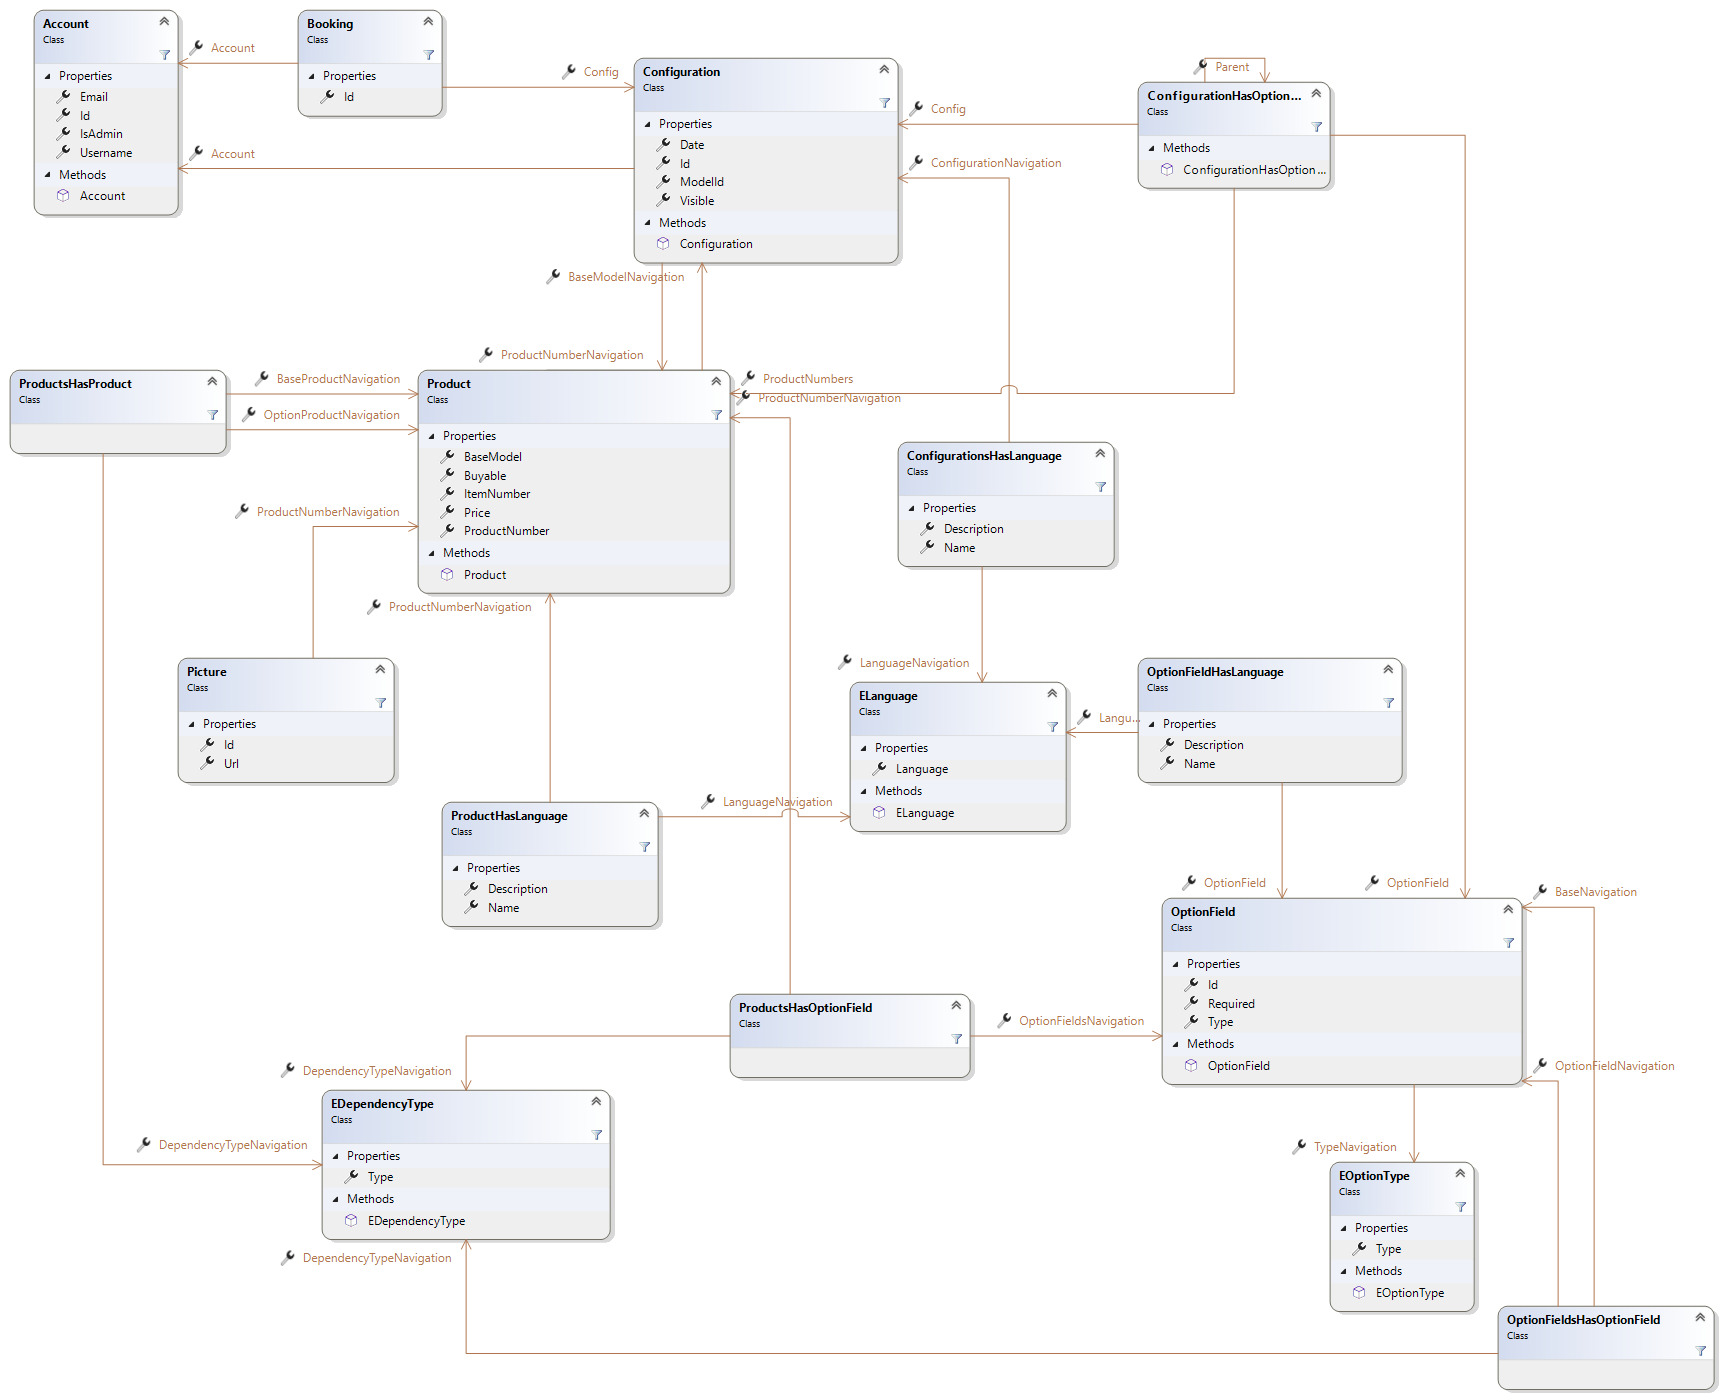 Account
Class
Properties
Email
Id
IsAdmin
Username
Methods
Account
Account
Account
Booking
Class
Properties
Id
Config
Configuration
Class
Properties
Date
Id
ModelId
Visible
Methods
Configuration
Config
ConfigurationNavigation
Parent
ConfigurationHasOption...
Class
Methods
ConfigurationHasOption...
BaseModelNavigation
ProductNumberNavigation
ProductsHasProduct
Class
BaseProductNavigation
OptionProductNavigation
Product
Class
Properties
BaseModel
Buyable
ItemNumber
Price
ProductNumber
Methods
Product
ProductNumbers
ProductNumberNavigation
ConfigurationsHasLanguage
Class
Properties
Description
Name
ProductNumberNavigation
ProductNumberNavigation
Picture
Class
Properties
Id
Url
LanguageNavigation
ELanguage
Class
Properties
Language
Methods
ELanguage
Langu...
OptionFieldHasLanguage
Class
Properties
Description
Name
ProductHasLanguage
Class
Properties
Description
Name
LanguageNavigation
OptionField
OptionField
BaseNavigation
OptionField
Class
Properties
Id
Required
Type
Methods
OptionField
ProductsHasOptionField
Class
OptionFieldsNavigation
OptionFieldNavigation
DependencyTypeNavigation
DependencyTypeNavigation
EDependencyType
Class
Properties
Type
Methods
EDependencyType
DependencyTypeNavigation
TypeNavigation
EOptionType
Class
Properties
Type
Methods
EOptionType
OptionFieldsHasOptionField
Class